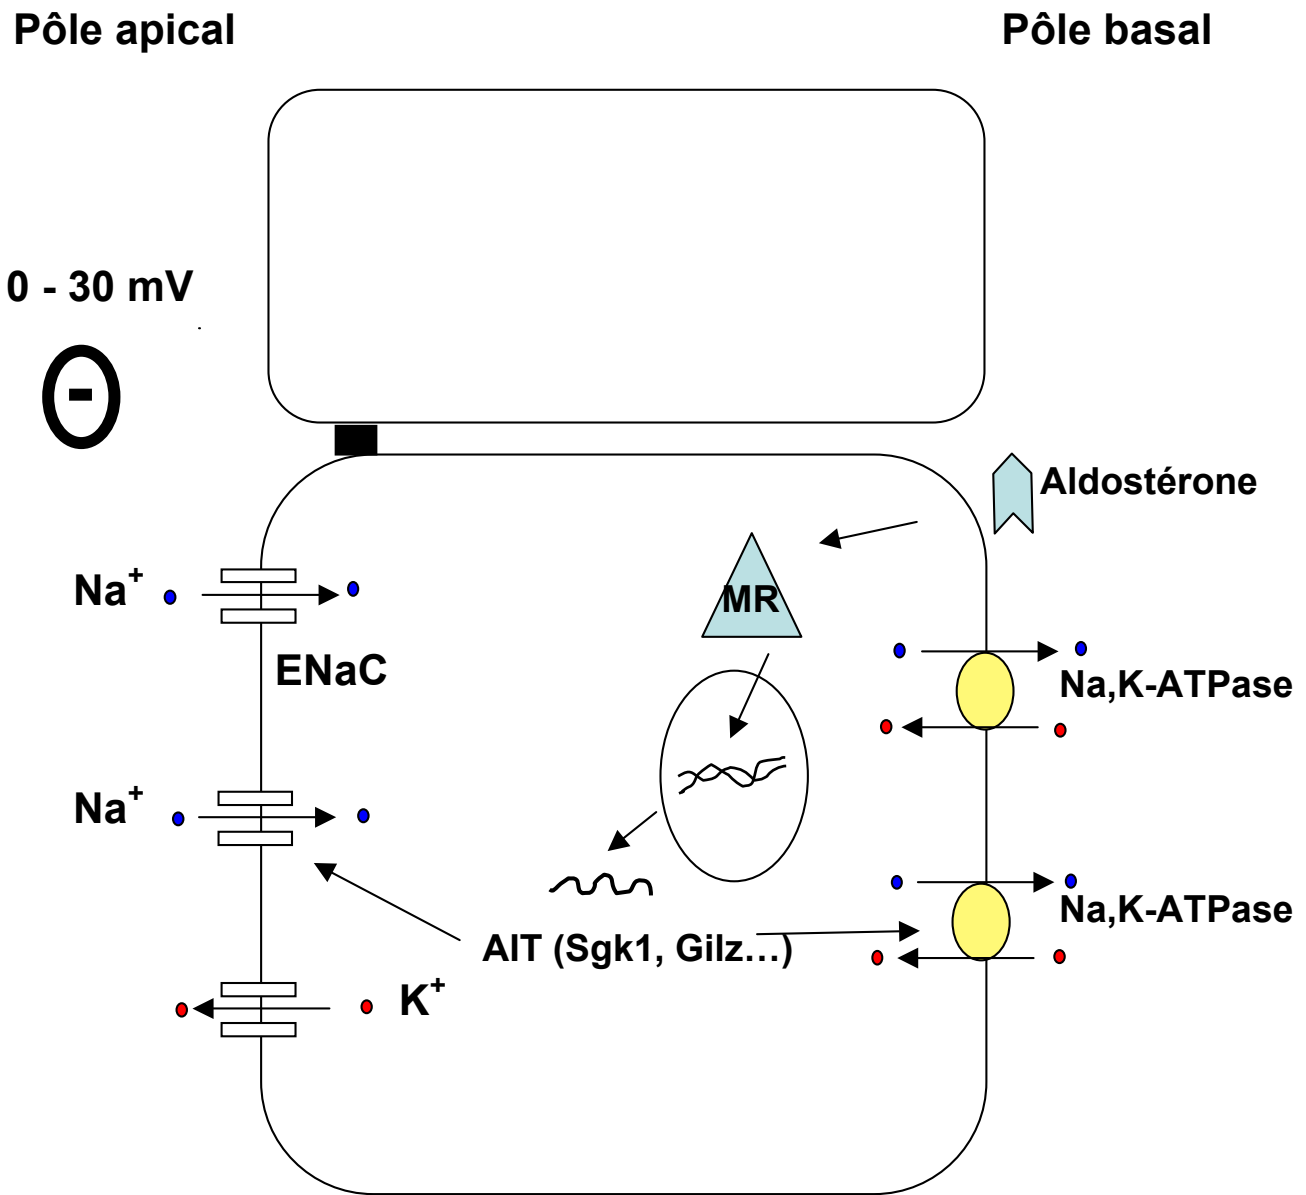 Pôle apical
Pôle basal
0 - 30 mV
-
Aldostérone
MR
Na⁺
ENaC
Na,K-ATPase
Na⁺
Na,K-ATPase
AIT (Sgk1, Gilz…)
K⁺